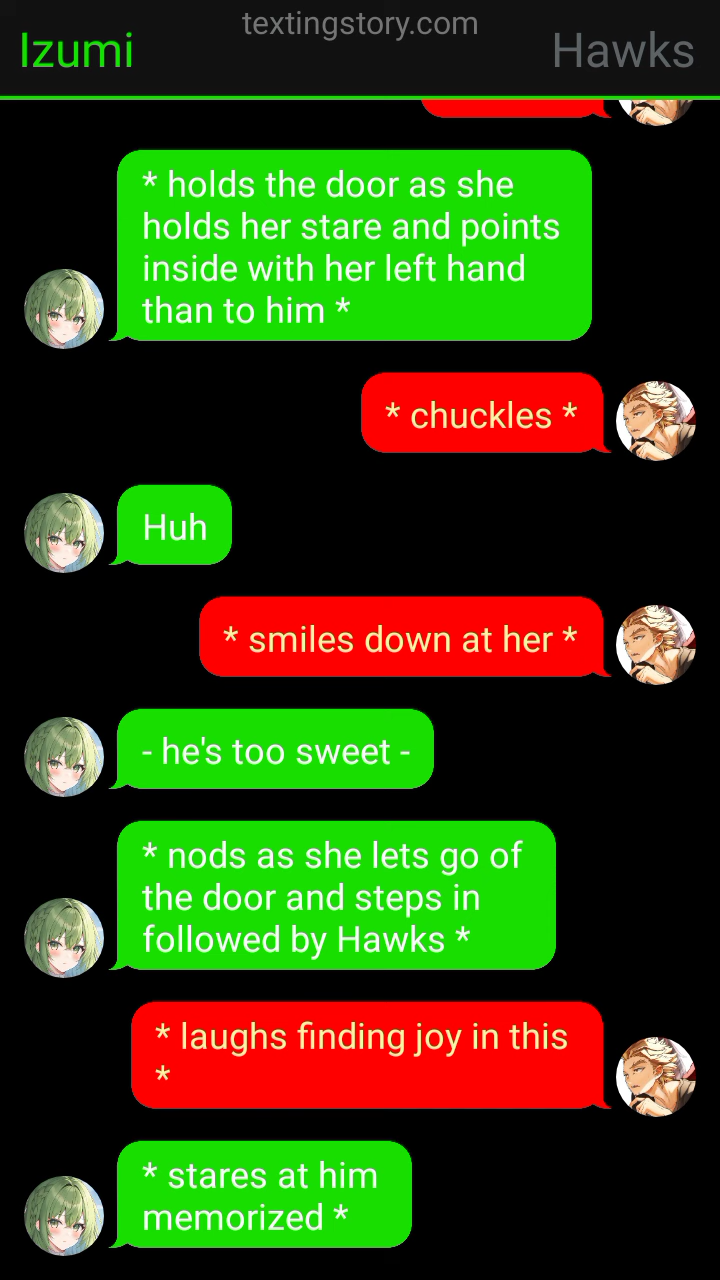 textingstory.com
Izumi
Hawks
* holds the door as she
holds her stare and points
inside with her left hand
than to him *
* chuckles *
Huh
* smiles down at her *
- he's too sweet -
* nods as she lets go of
the door and steps in
followed by Hawks *
* laughs finding joy in this
*
* stares at him
memorized *